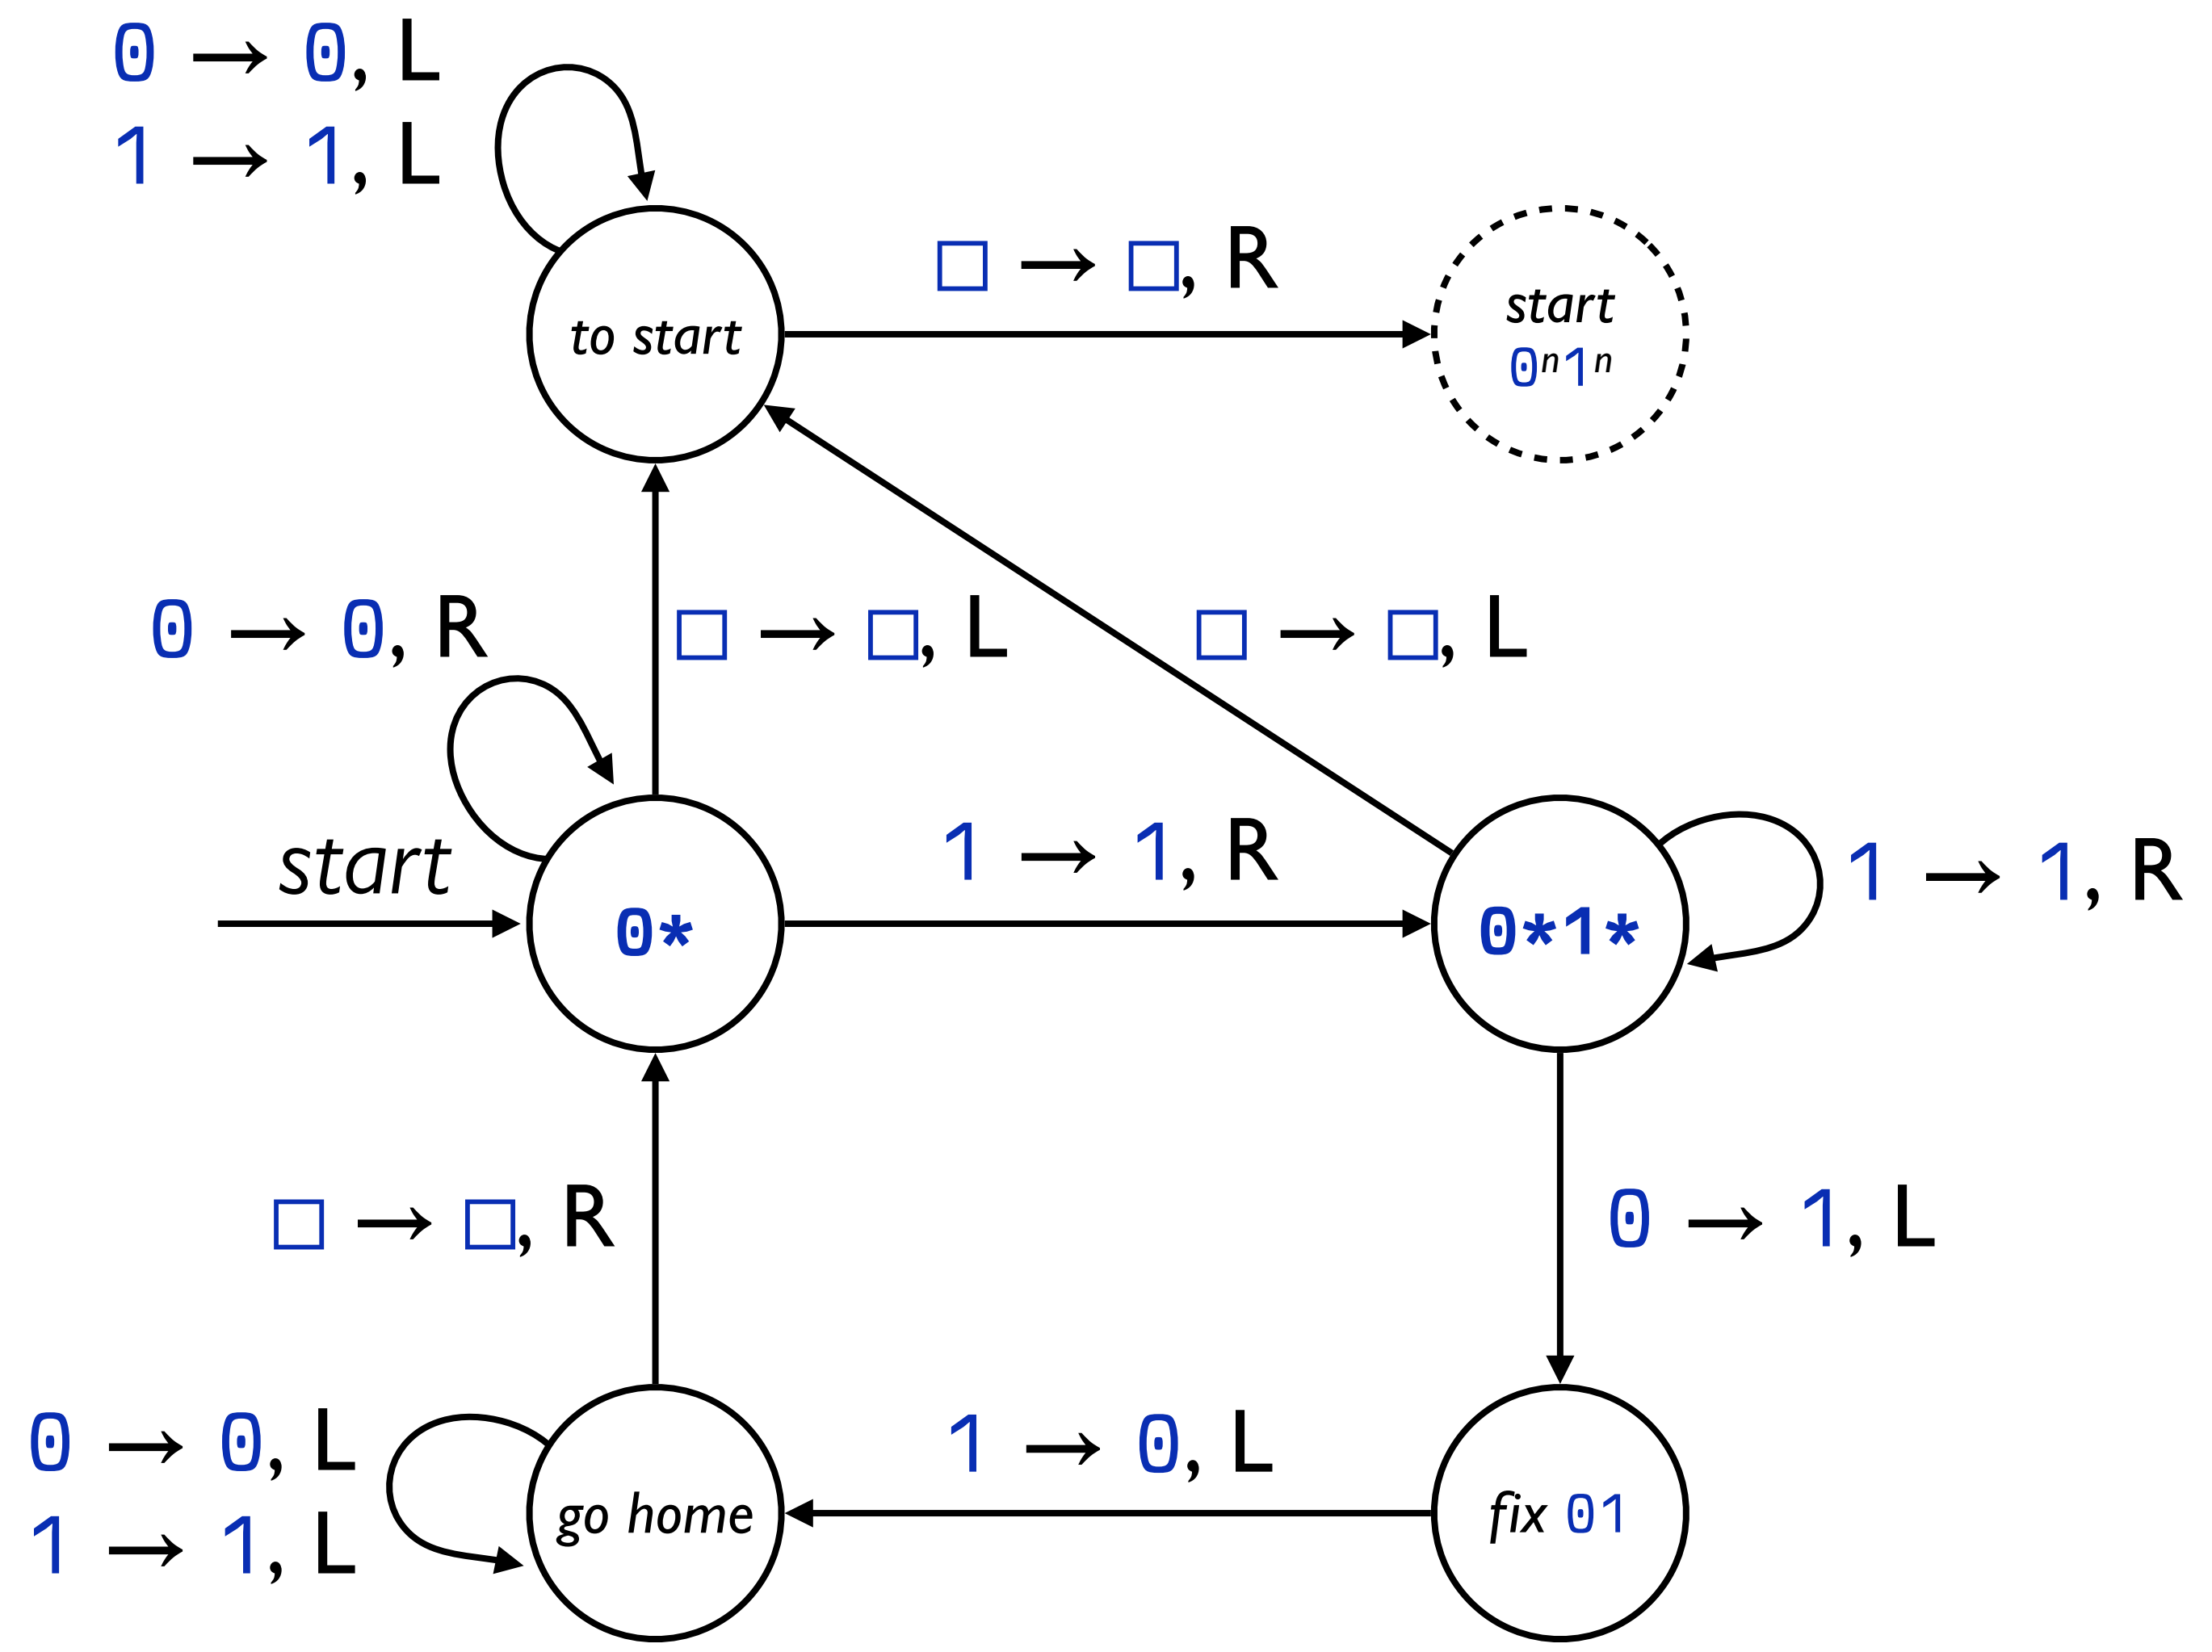 0 → 0, L
1 → 1, L
□ → □, R
to start
start
0ⁿ1ⁿ
0 → 0, R
□ → □, L
□ → □, L
start
1 → 1, R
1 → 1, R
0*
0*1*
□ → □, R
0 → 1, L
0 → 0, L
1 → 1, L
1 → 0, L
go home
fix 01